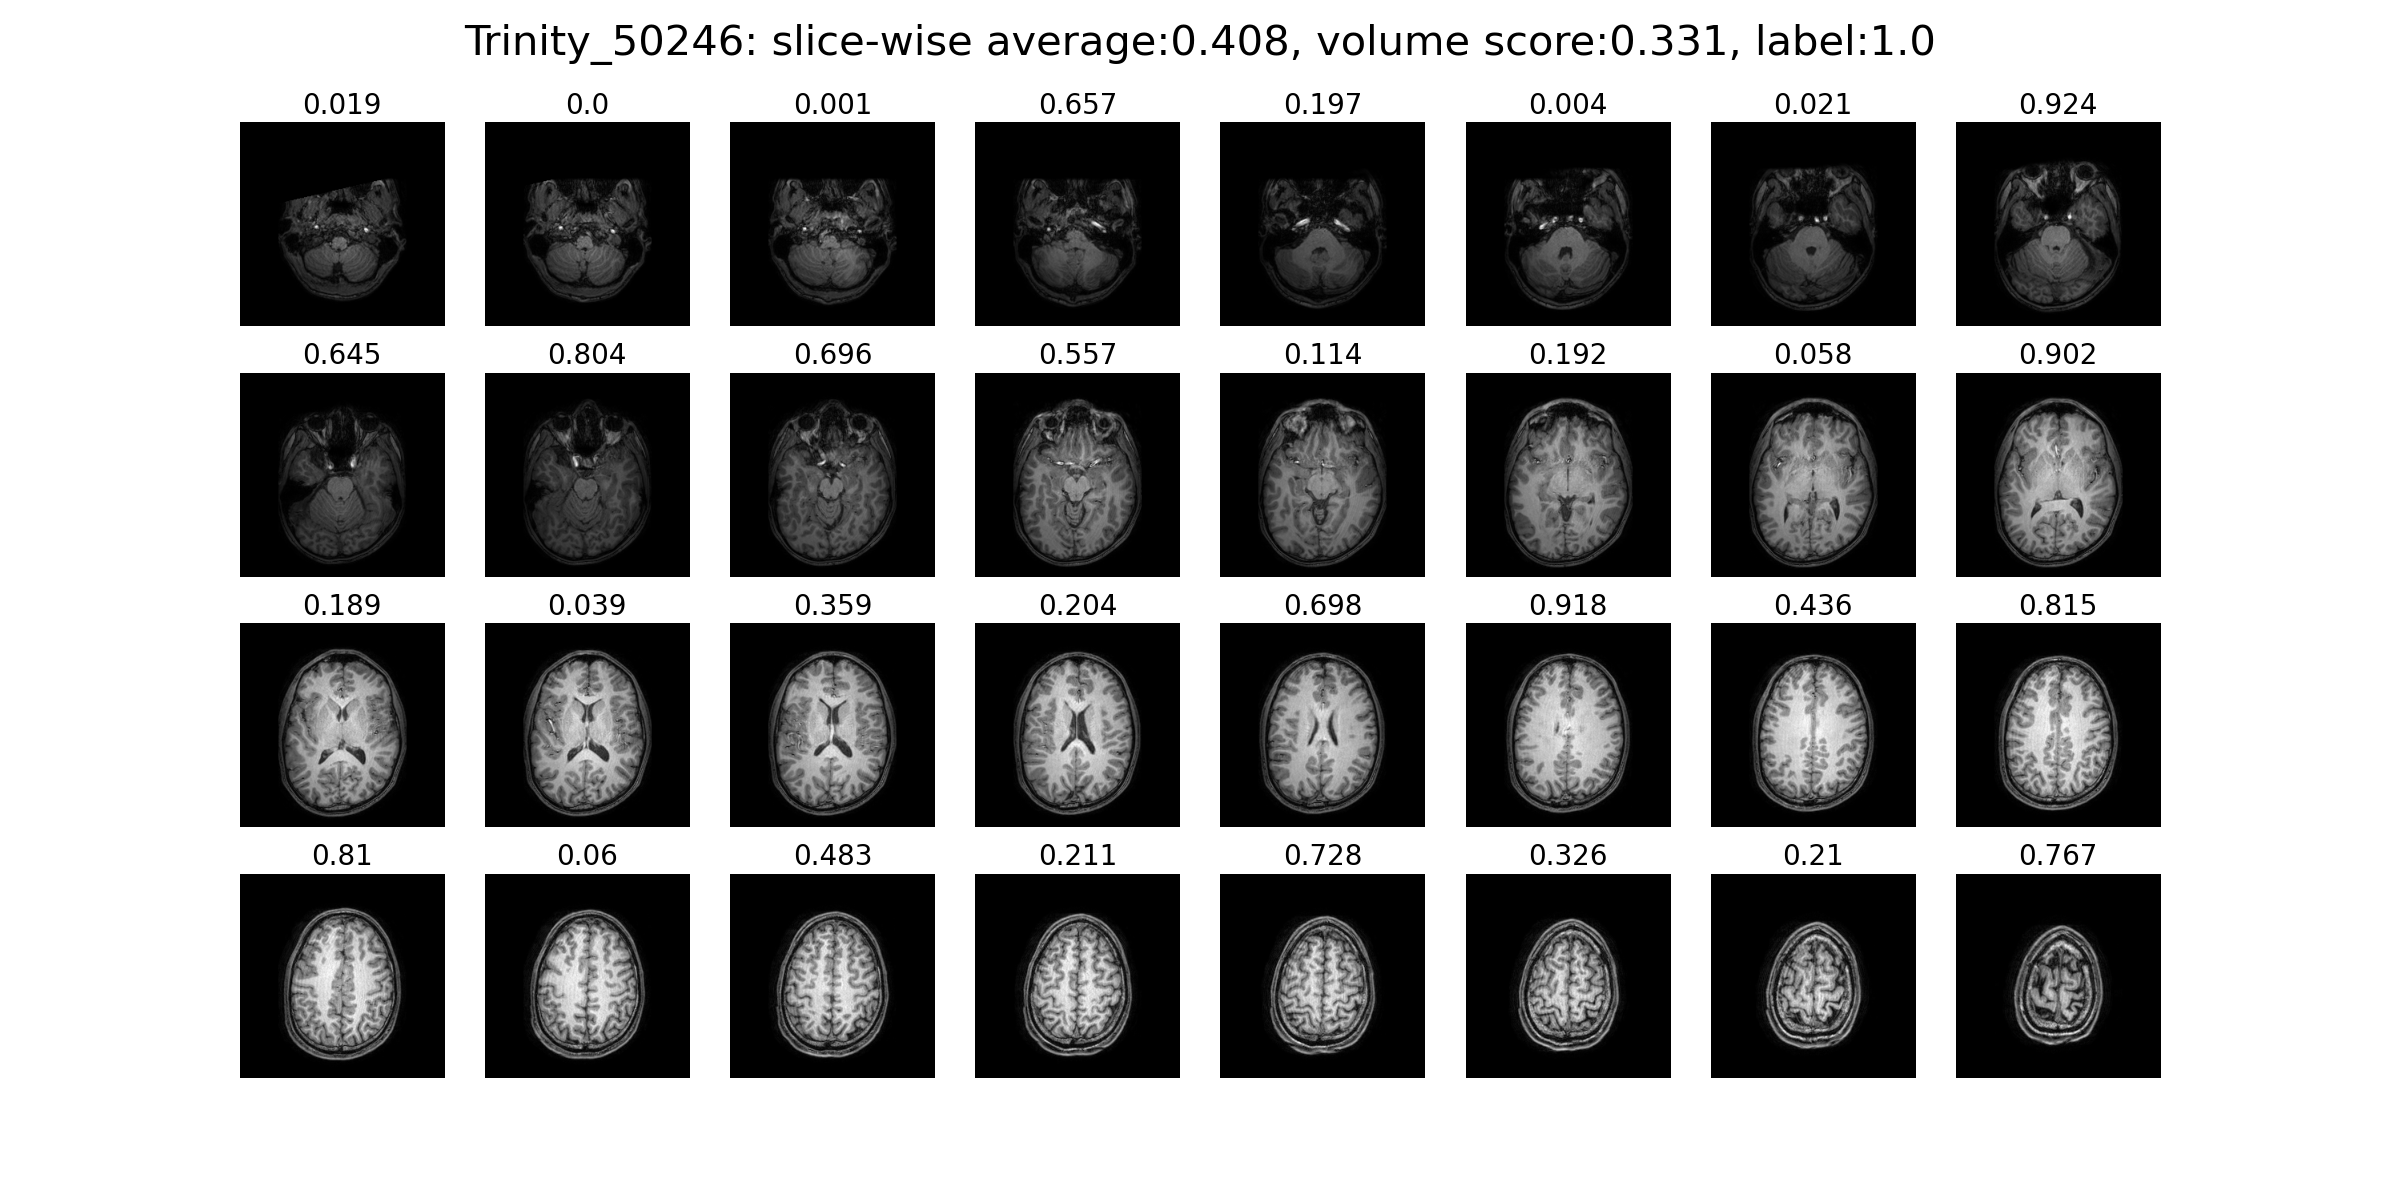 Trinity_50246: slice-wise average:0.408, volume score:0.331, label:1.0
0.019 0.0 0.001 0.657 0.197 0.004 0.021 0.924
0.645 0.804 0.696 0.557 0.114 0.192 0.058 0.902
0.189 0.039 0.359 0.204 0.698 0.918 0.436 0.815
0.81 0.06 0.483 0.211 0.728 0.326 0.21 0.767